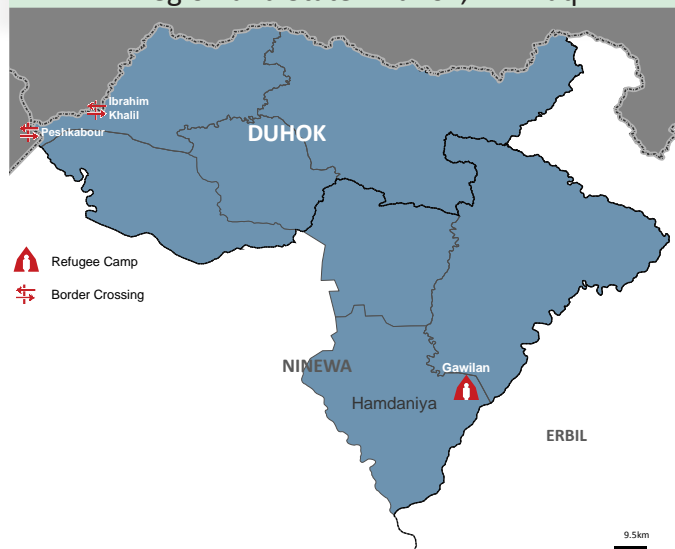 Ibrahim
Khalil
Peshkabour
DUHOK
Refugee Camp
Border Crossing
NINEWA
Gawilan
Hamdaniya
ERBIL
9.5km